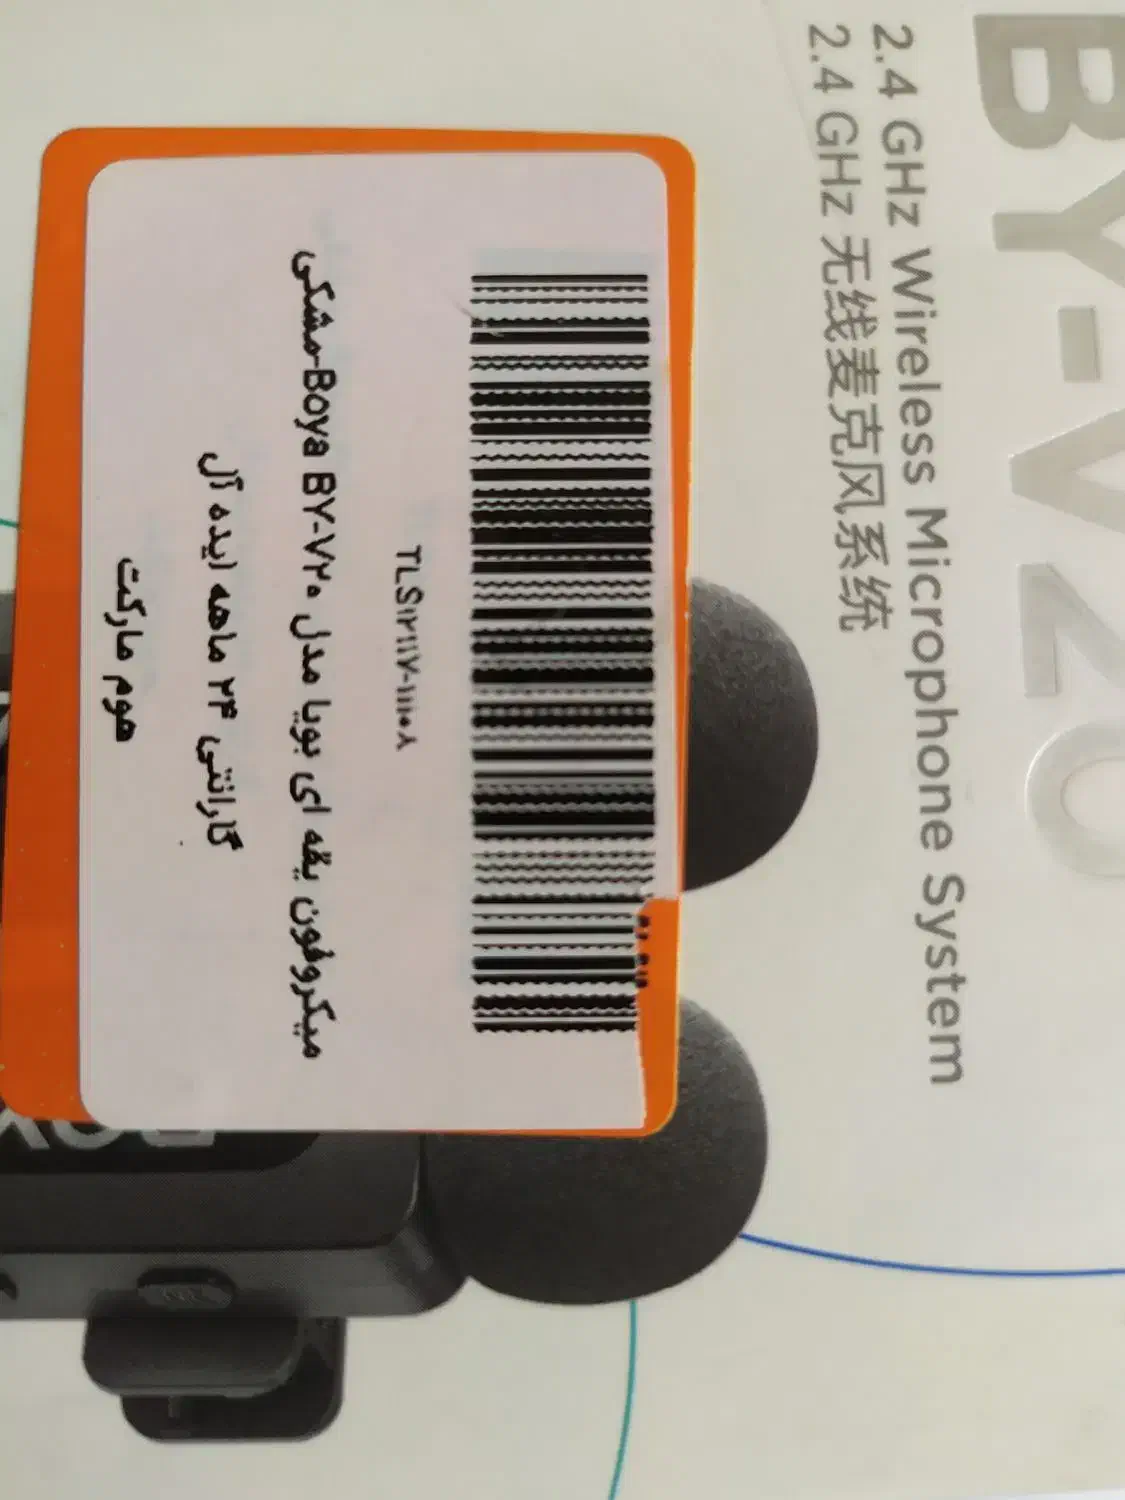 BY-V20
2.4 GHz Wireless Microphone System
2.4 GHz 无线麦克风系统
TLS۱۲۱۱۷-۱۱۱۰۸
میکروفون یقه ای بویا مدل Boya BY-V۲۰-مشکی
گارانتی ۲۴ ماهه ایده آل
هوم مارکت